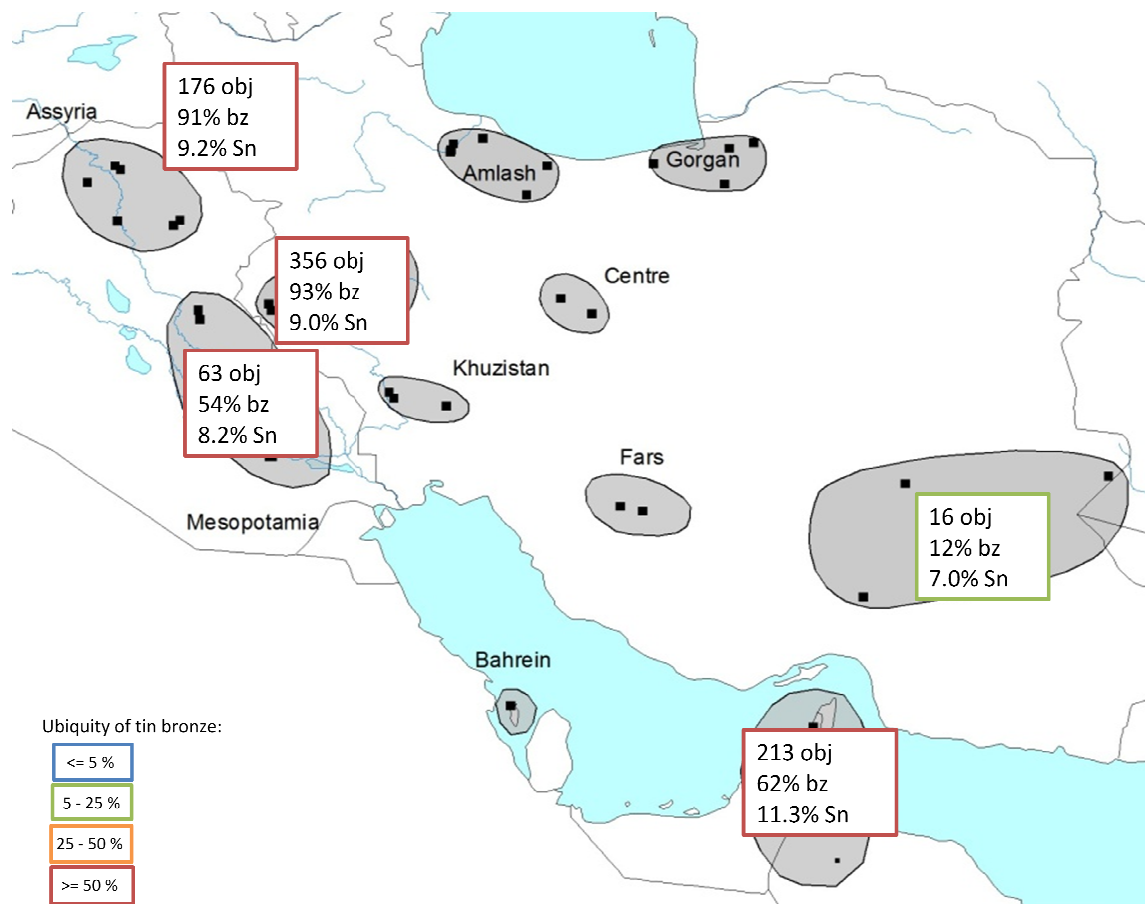 Assyria
176 obj
91% bz
9.2% Sn
Amlash
Gorgan
356 obj
93% bz
9.0% Sn
Centre
63 obj
54% bz
8.2% Sn
Khuzistan
Fars
Mesopotamia
16 obj
12% bz
7.0% Sn
Bahrein
213 obj
62% bz
11.3% Sn
Ubiquity of tin bronze:
<= 5 %
5 - 25 %
25 - 50 %
>= 50 %